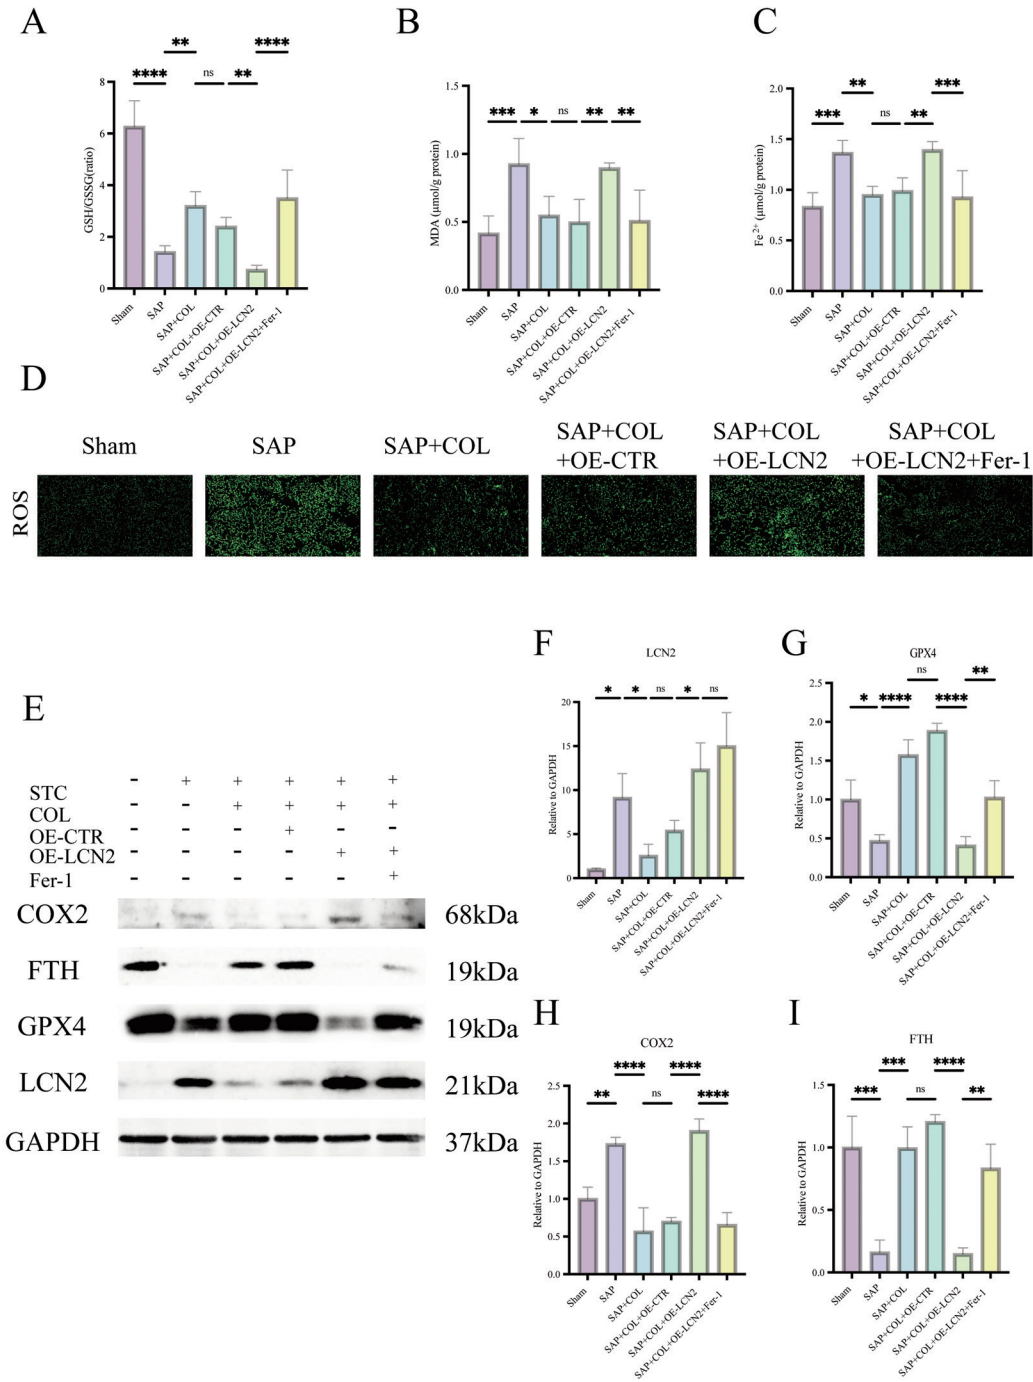 A
**
****
****
ns
**
GSH/GSSG(ratio)
8
6
4
2
0
Sham
SAP
SAP+COL
SAP+COL+OE-CTR
SAP+COL+OE-LCN2
SAP+COL+OE-LCN2+Fer-1
B
***
*
ns
**
**
MDA (μmol/g protein)
1.5
1.0
0.5
0.0
Sham
SAP
SAP+COL
SAP+COL+OE-CTR
SAP+COL+OE-LCN2
SAP+COL+OE-LCN2+Fer-1
C
**
***
***
ns
**
Fe 2+ (μmol/g protein)
2.0
1.5
1.0
0.5
0.0
Sham
SAP
SAP+COL
SAP+COL+OE-CTR
SAP+COL+OE-LCN2
SAP+COL+OE-LCN2+Fer-1
D
Sham
SAP
SAP+COL
SAP+COL
+OE-CTR
SAP+COL
+OE-LCN2
SAP+COL
+OE-LCN2+Fer-1
ROS
E
STC - + + + + +
COL - - + + + +
OE-CTR - - - + - -
OE-LCN2 - - - - + +
Fer-1 - - - - - +
COX2 68kDa
FTH 19kDa
GPX4 19kDa
LCN2 21kDa
GAPDH 37kDa
F
LCN2
*
*
ns
*
ns
Relative to GAPDH
20
15
10
5
0
Sham
SAP
SAP+COL
SAP+COL+OE-CTR
SAP+COL+OE-LCN2
SAP+COL+OE-LCN2+Fer-1
G
GPX4
ns
**
*
****
****
Relative to GAPDH
2.5
2.0
1.5
1.0
0.5
0.0
Sham
SAP
SAP+COL
SAP+COL+OE-CTR
SAP+COL+OE-LCN2
SAP+COL+OE-LCN2+Fer-1
H
COX2
****
****
**
ns
****
Relative to GAPDH
2.5
2.0
1.5
1.0
0.5
0.0
Sham
SAP
SAP+COL
SAP+COL+OE-CTR
SAP+COL+OE-LCN2
SAP+COL+OE-LCN2+Fer-1
I
FTH
***
****
***
ns
**
Relative to GAPDH
1.5
1.0
0.5
0.0
Sham
SAP
SAP+COL
SAP+COL+OE-CTR
SAP+COL+OE-LCN2
SAP+COL+OE-LCN2+Fer-1